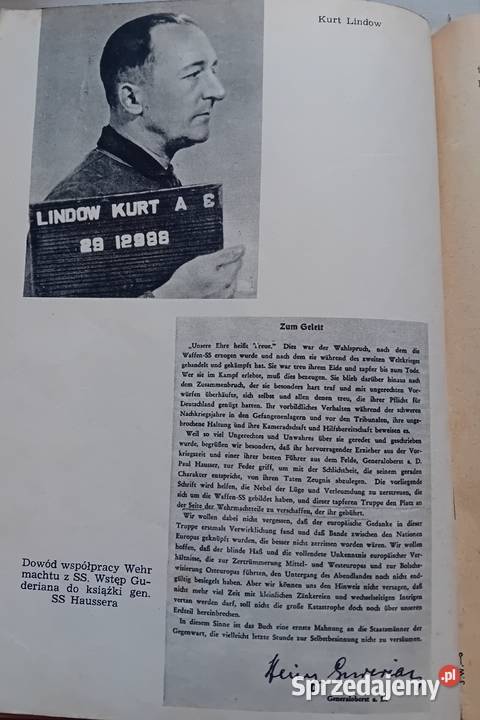 Kurt Lindow
LINDOW KURT A C
29 12988
Zum Geleit
„Unsere Ehre heißt Treue." Dies war der Wahlspruch, nach dem die
Waffen-SS erzogen wurde und nach dem sie während des zweiten Weltkrieges
gehandelt und gekämpft hat. Sie war treu ihrem Eide und tapfer bis zum Tode.
Wer sie im Kampf erlebte, muß dies bezeugen. Sie blieb darüber hinaus nach
dem Zusammenbruch, der sie besonders hart traf und mit ungerechten Vor-
würfen überhäufte, sich selbst und allen denen treu, die ihrer Pflicht für
Deutschland genügt hatten. Ihr vorbildliches Verhalten während der schweren
Nachkriegsjahre in den Gefangenenlagern und vor den Tribunalen, ihre unge-
brochene Haltung und ihre Kameradschaft und Hilfsbereitschaft beweisen es.
Weil so viel Ungerechtes und Unwahres über sie geredet und geschrieben
wurde, begrüßen wir besonders, daß ihr hervorragender Erzieher aus der Vor-
kriegszeit und einer ihrer besten Führer aus dem Felde, Generaloberst a. D.
Paul Hausser, zur Feder griff, um mit der Schlichtheit, die seinem geraden
Charakter entspricht, von ihren Taten Zeugnis abzulegen. Die vorliegende
Schrift wird helfen, die Nebel der Lüge und Verleumdung zu zerstreuen, die
sich um die Waffen-SS gebildet haben, und dieser tapferen Truppe den Platz an
der Seite der Wehrmachtteile zu verschaffen, der ihr gebührt.
Wir wollen dabei nicht vergessen, daß der europäische Gedanke in dieser
Truppe erstmals Verwirklichung fand und daß Bande zwischen den Nationen
Europas geknüpft wurden, die besser nicht zerrissen worden wären. Wir wollen
hoffen, daß der blinde Haß und die vollendete Unkenntnis europäischer Ver-
hältnisse, die zur Zertrümmerung Mittel- und Westeuropas und zur Bolsche-
visierung Osteuropas führten, den Untergang des Abendlandes noch nicht end-
gültig besiegelt haben. Aber wir können uns den Hinweis nicht versagen, daß
nicht mehr viel Zeit mit kleinlichen Zänkereien und wechselseitigen Intrigen
vertan werden darf, soll nicht die große Katastrophe doch noch über unseren
Erdteil hereinbrechen.
In diesem Sinne ist das Buch eine ernste Mahnung an die Staatsmänner der
Gegenwart, die vielleicht letzte Stunde zur Selbstbesinnung nicht zu versäumen.
Generaloberst a. D.
Dowód współpracy Wehr
machtu z SS. Wstęp Gu-
deriana do książki gen.
SS Haussera
Sprzedajemy.pl